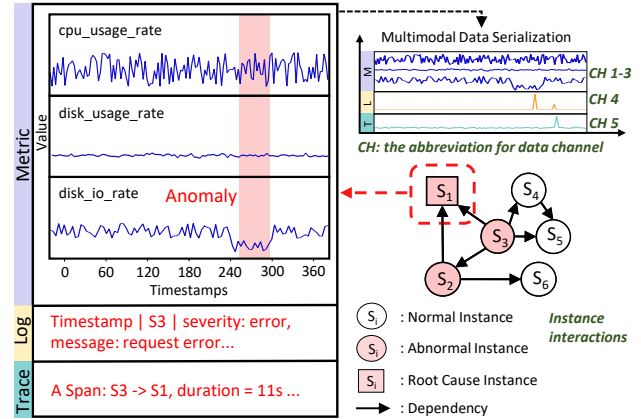 Metric
Value
cpu_usage_rate
disk_usage_rate
disk_io_rate
Anomaly
0 60 120 180 240 300 360
Timestamps
Log
Timestamp | S3 | severity: error,
message: request error...
Trace
A Span: S3 -> S1, duration = 11s ...
Multimodal Data Serialization
M
L
T
CH 1-3
CH 4
CH 5
CH: the abbreviation for data channel
S1
S4
S3
S5
S2
S6
Si : Normal Instance
Si : Abnormal Instance
Si : Root Cause Instance
: Dependency
Instance
interactions